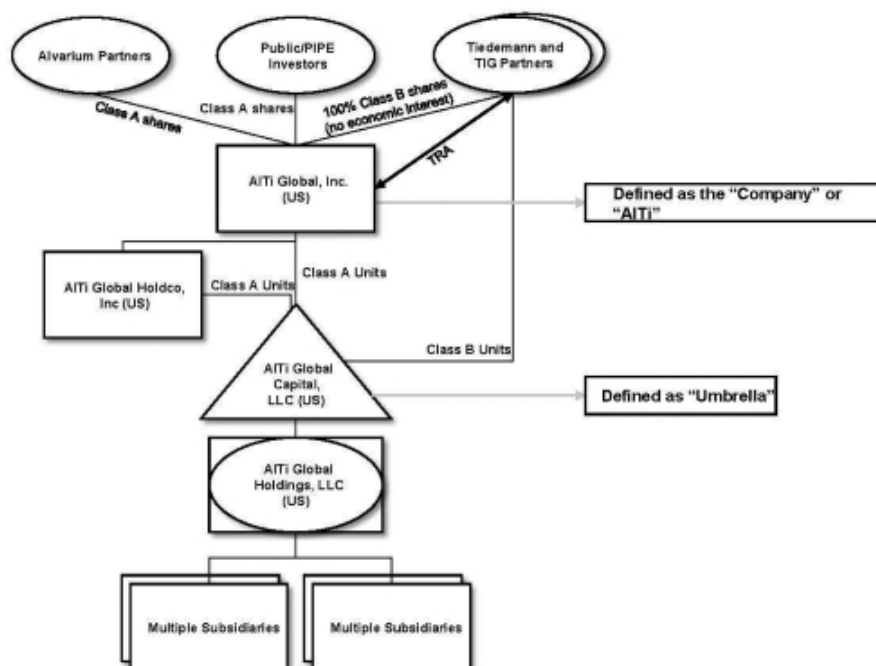 Alvarium Partners
Public/PIPE
Investors
Tiedemann and
TIG Partners
Class A shares
Class A shares
100% Class B shares
(no economic interest)
TRA
AlTi Global, Inc.
(US)
Defined as the “Company” or
“AlTi”
AlTi Global Holdco,
Inc (US)
Class A Units
Class A Units
Class B Units
AlTi Global
Capital,
LLC (US)
Defined as “Umbrella”
AlTi Global
Holdings, LLC
(US)
Multiple Subsidiaries
Multiple Subsidiaries